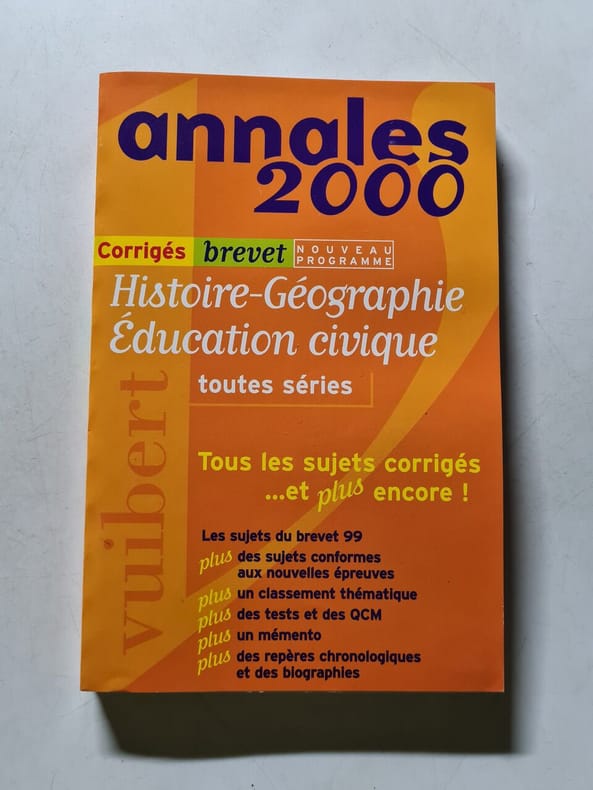 annales
2000
Corrigés brevet NOUVEAU
PROGRAMME
Histoire-Géographie
Éducation civique
toutes séries
vuibert
Tous les sujets corrigés
...et plus encore !
Les sujets du brevet 99
plus des sujets conformes
aux nouvelles épreuves
plus un classement thématique
plus des tests et des QCM
plus un mémento
plus des repères chronologiques
et des biographies